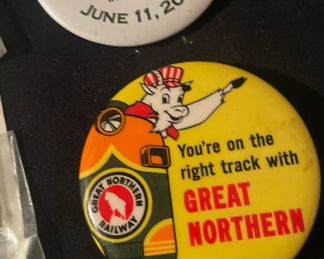 JUNE 11, 20
You're on the
right track with
GREAT
NORTHERN
GREAT NORTHERN
RAILWAY